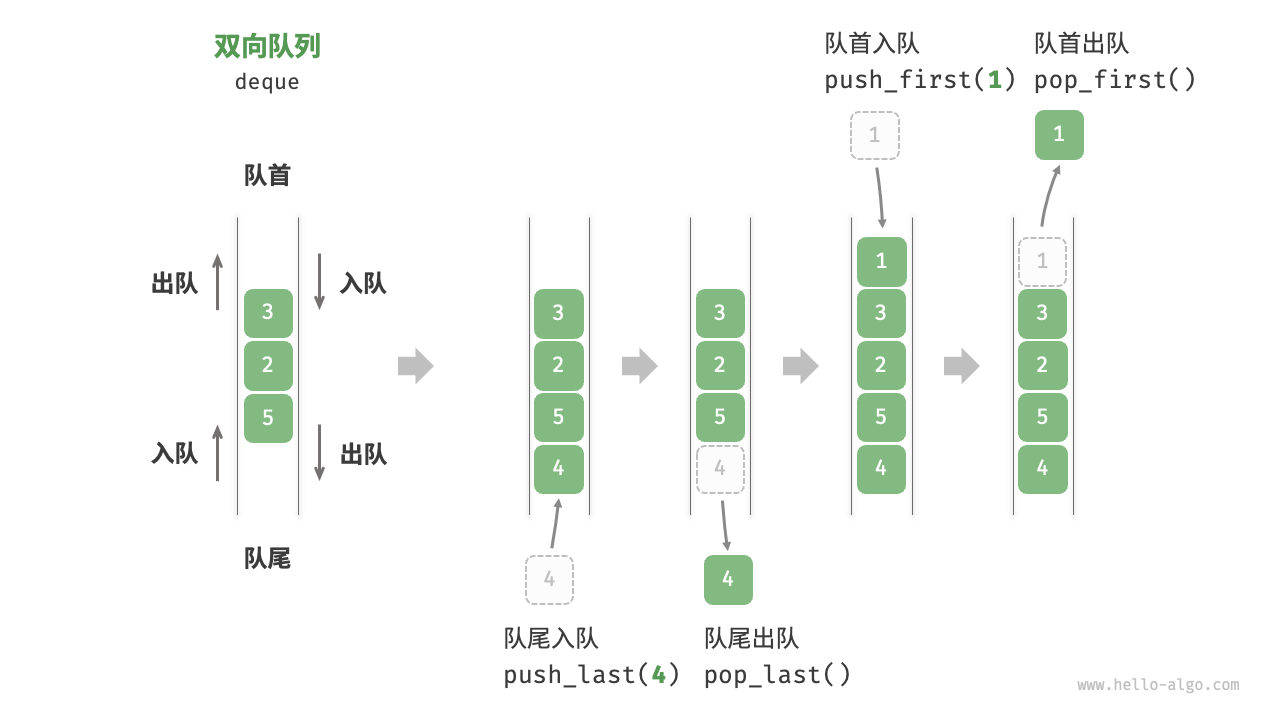 双向队列
deque
队首
出队
入队
3
2
5
入队
出队
队尾
3
2
5
4
4
队尾入队
push_last(4)
3
2
5
4
4
队尾出队
pop_last()
队首入队
push_first(1)
1
1
3
2
5
4
队首出队
pop_first()
1
1
3
2
5
4
www.hello-algo.com